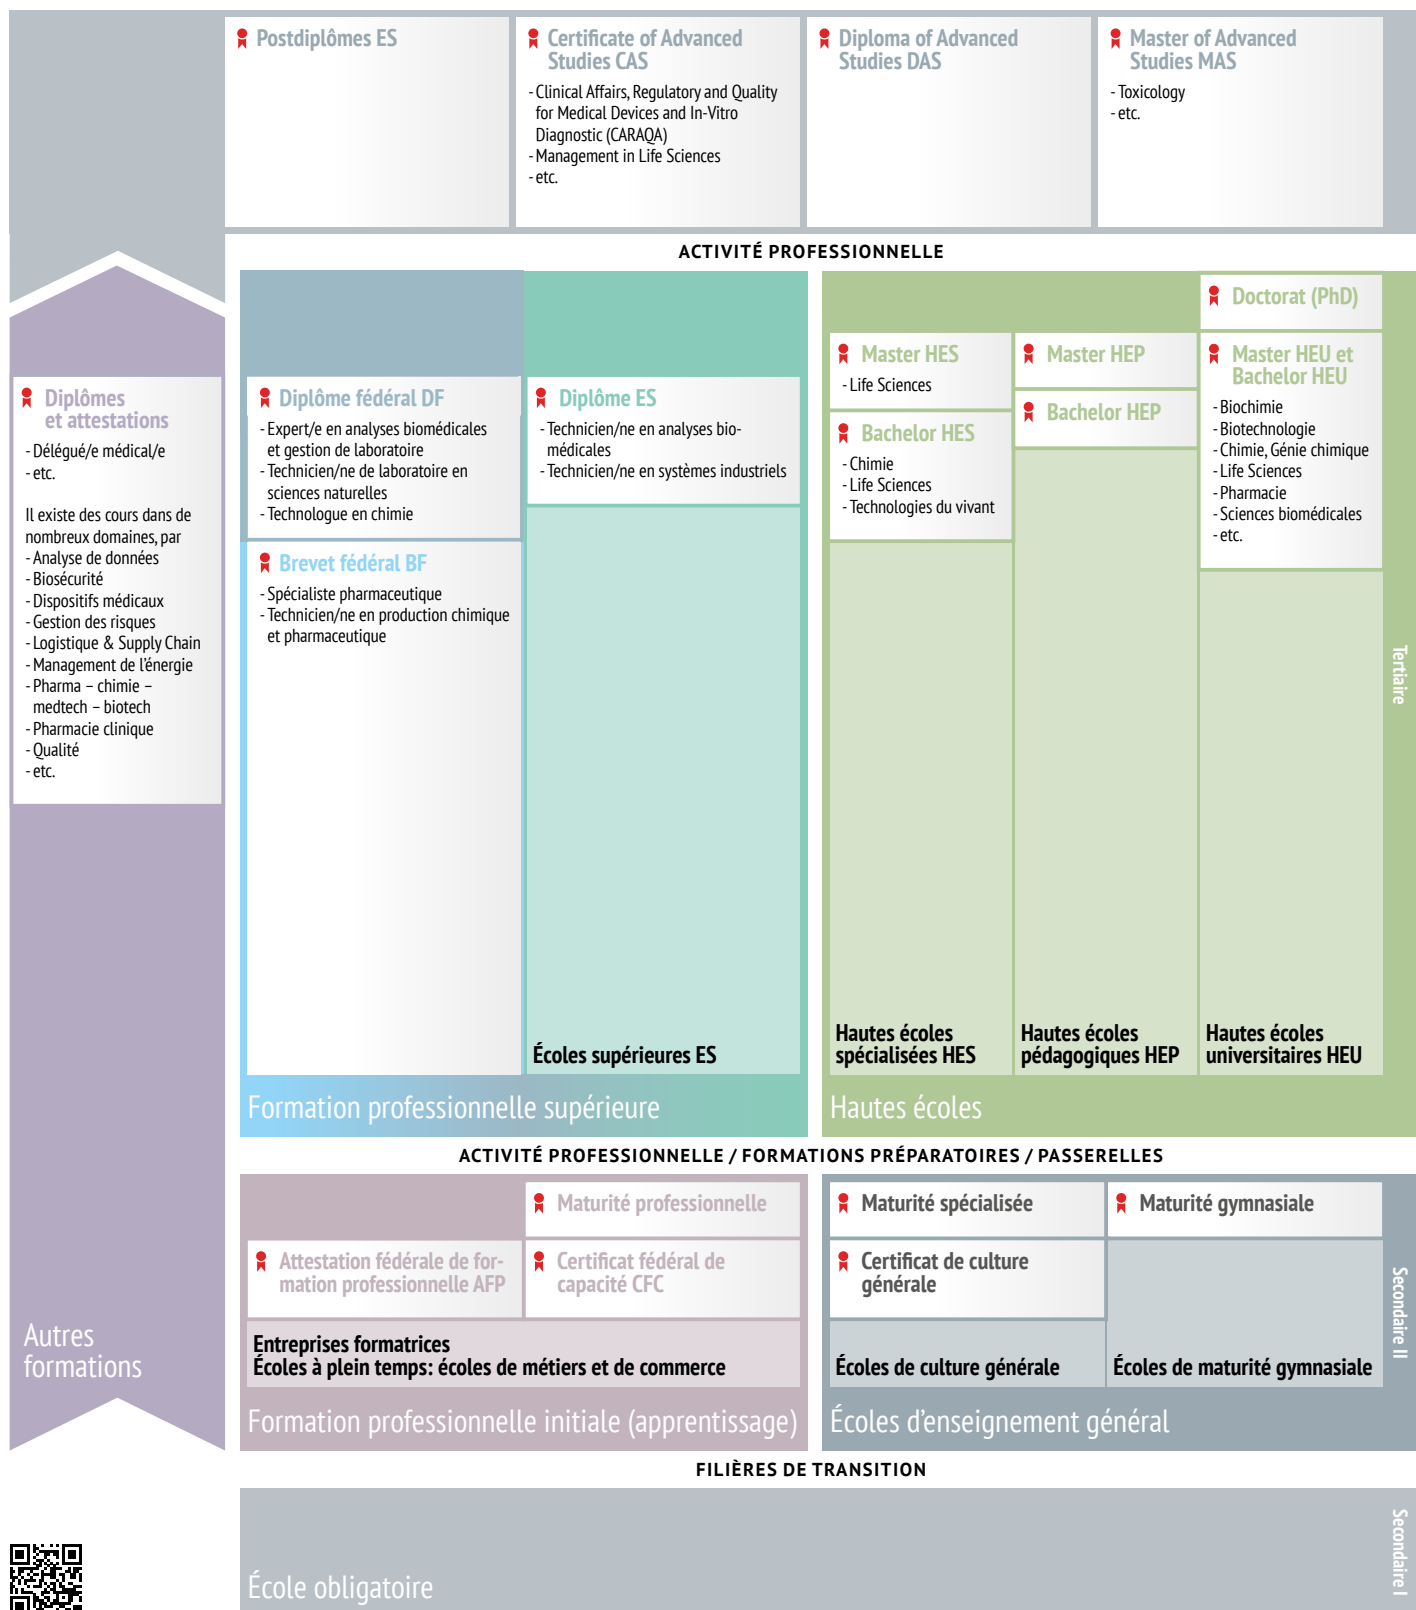 Postdiplômes ES
Certificate of Advanced
Studies CAS
- Clinical Affairs, Regulatory and Quality
for Medical Devices and In-Vitro
Diagnostic (CARAQA)
- Management in Life Sciences
- etc.
Diploma of Advanced
Studies DAS
Master of Advanced
Studies MAS
- Toxicology
- etc.
ACTIVITÉ PROFESSIONNELLE
Diplômes
et attestations
- Délégué/e médical/e
- etc.
Il existe des cours dans de
nombreux domaines, par
- Analyse de données
- Biosécurité
- Dispositifs médicaux
- Gestion des risques
- Logistique & Supply Chain
- Management de l'énergie
- Pharma – chimie –
medtech – biotech
- Pharmacie clinique
- Qualité
- etc.
Autres
formations
Diplôme fédéral DF
- Expert/e en analyses biomédicales
et gestion de laboratoire
- Technicien/ne de laboratoire en
sciences naturelles
- Technologue en chimie
Brevet fédéral BF
- Spécialiste pharmaceutique
- Technicien/ne en production chimique
et pharmaceutique
Diplôme ES
- Technicien/ne en analyses bio-
médicales
- Technicien/ne en systèmes industriels
Écoles supérieures ES
Formation professionnelle supérieure
Master HES
- Life Sciences
Bachelor HES
- Chimie
- Life Sciences
- Technologies du vivant
Hautes écoles
spécialisées HES
Master HEP
Bachelor HEP
Hautes écoles
pédagogiques HEP
Doctorat (PhD)
Master HEU et
Bachelor HEU
- Biochimie
- Biotechnologie
- Chimie, Génie chimique
- Life Sciences
- Pharmacie
- Sciences biomédicales
- etc.
Hautes écoles
universitaires HEU
Hautes écoles
Tertiaire
ACTIVITÉ PROFESSIONNELLE / FORMATIONS PRÉPARATOIRES / PASSERELLES
Attestation fédérale de for-
mation professionnelle AFP
Maturité professionnelle
Certificat fédéral de
capacité CFC
Entreprises formatrices
Écoles à plein temps: écoles de métiers et de commerce
Formation professionnelle initiale (apprentissage)
Maturité spécialisée
Certificat de culture
générale
Écoles de culture générale
Maturité gymnasiale
Écoles de maturité gymnasiale
Écoles d'enseignement général
Secondaire II
FILIÈRES DE TRANSITION
École obligatoire
Secondaire I